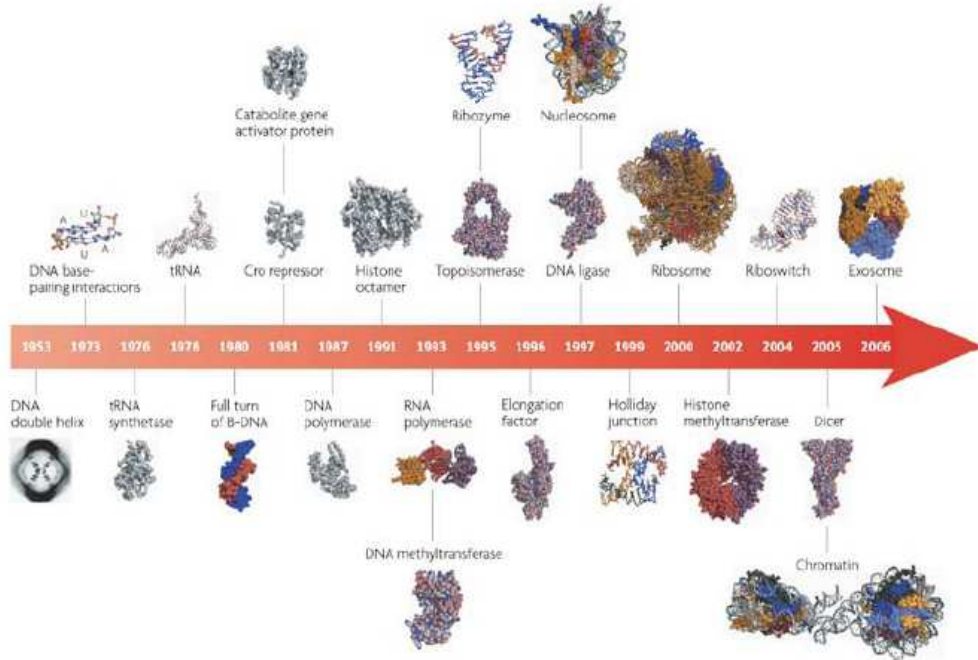 Catabolite gene
activator protein
Ribozyme
Nucleosome
A U
U A
DNA base-
pairing interactions
tRNA
Cro repressor
Histone
octamer
Topoisomerase
DNA ligase
Ribosome
Riboswitch
Exosome
1953 1973 1976 1978 1980 1981 1987 1991 1993 1995 1996 1997 1999 2000 2002 2004 2005 2006
DNA
double helix
tRNA
synthetase
Full turn
of B-DNA
DNA
polymerase
RNA
polymerase
Elongation
factor
Holliday
junction
Histone
methyltransferase
Dicer
DNA methyltransferase
Chromatin